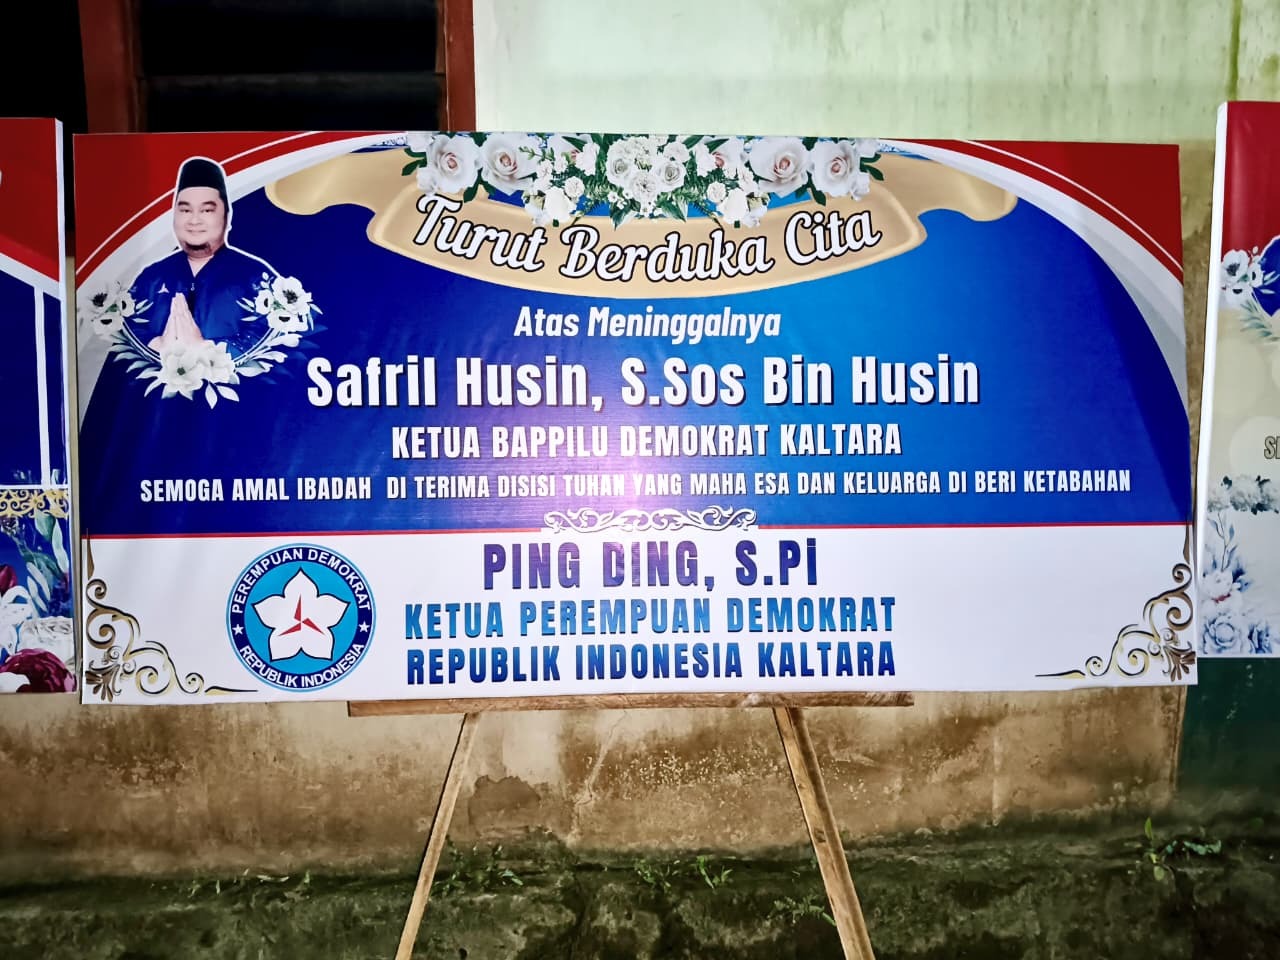 Turut Berduka Cita
Atas Meninggalnya
Safril Husin, S.Sos Bin Husin
KETUA BAPPILU DEMOKRAT KALTARA
SEMOGA AMAL IBADAH DI TERIMA DISISI TUHAN YANG MAHA ESA DAN KELUARGA DI BERI KETABAHAN
PING DING, S.Pi
KETUA PEREMPUAN DEMOKRAT
REPUBLIK INDONESIA KALTARA
PEREMPUAN DEMOKRAT
REPUBLIK INDONESIA